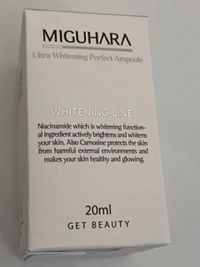 MIGUHARA
Ultra Whitening Perfect Ampoule
WHITENING-LINE
Niacinamide which is whitening function-
al ingredient actively brightens and whitens
your skin. Also Carnosine protects the skin
from harmful external environments and
makes your skin healthy and glowing.
20ml
GET BEAUTY